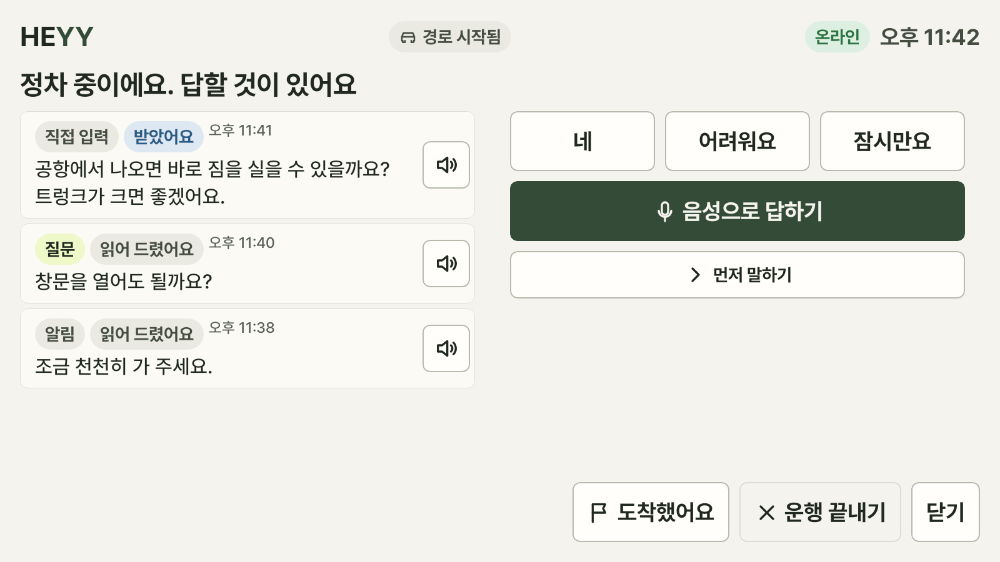 HEYY
경로 시작됨
온라인 오후 11:42
정차 중이에요. 답할 것이 있어요
직접 입력 받았어요 오후 11:41
공항에서 나오면 바로 짐을 실을 수 있을까요?
트렁크가 크면 좋겠어요.
질문 읽어 드렸어요 오후 11:40
창문을 열어도 될까요?
알림 읽어 드렸어요 오후 11:38
조금 천천히 가 주세요.
네 어려워요 잠시만요
음성으로 답하기
먼저 말하기
도착했어요 운행 끝내기 닫기